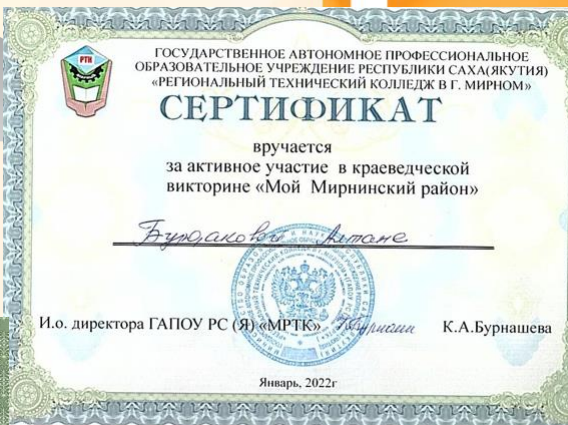 РТК
ГОСУДАРСТВЕННОЕ АВТОНОМНОЕ ПРОФЕССИОНАЛЬНОЕ
ОБРАЗОВАТЕЛЬНОЕ УЧРЕЖДЕНИЕ РЕСПУБЛИКИ САХА(ЯКУТИЯ)
«РЕГИОНАЛЬНЫЙ ТЕХНИЧЕСКИЙ КОЛЛЕДЖ В Г. МИРНОМ»
СЕРТИФИКАТ
вручается
за активное участие в краеведческой
викторине «Мой Мирнинский район»
И.о. директора ГАПОУ РС (Я) «МРТК» К.А.Бурнашева
Январь, 2022г